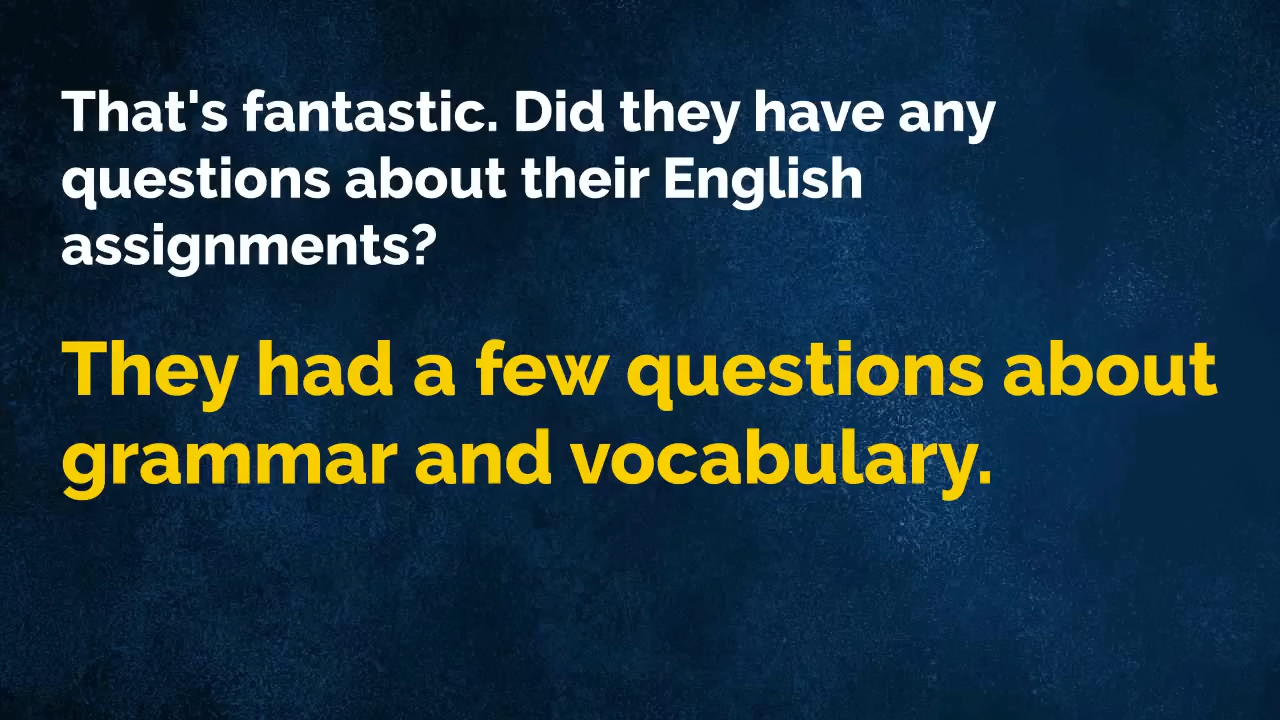 That's fantastic. Did they have any
questions about their English
assignments?
They had a few questions about
grammar and vocabulary.